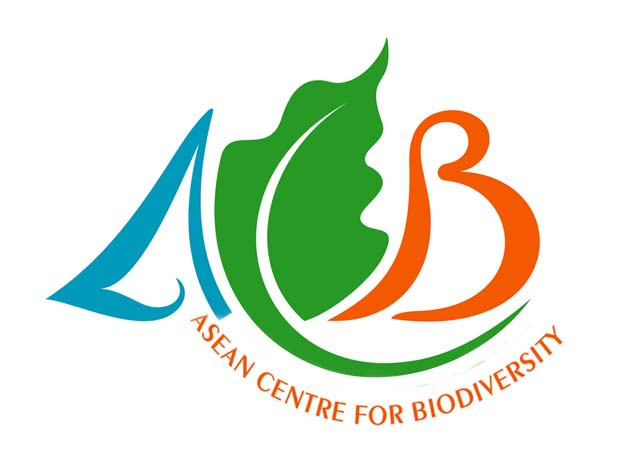 ACB
ASEAN CENTRE FOR BIODIVERSITY